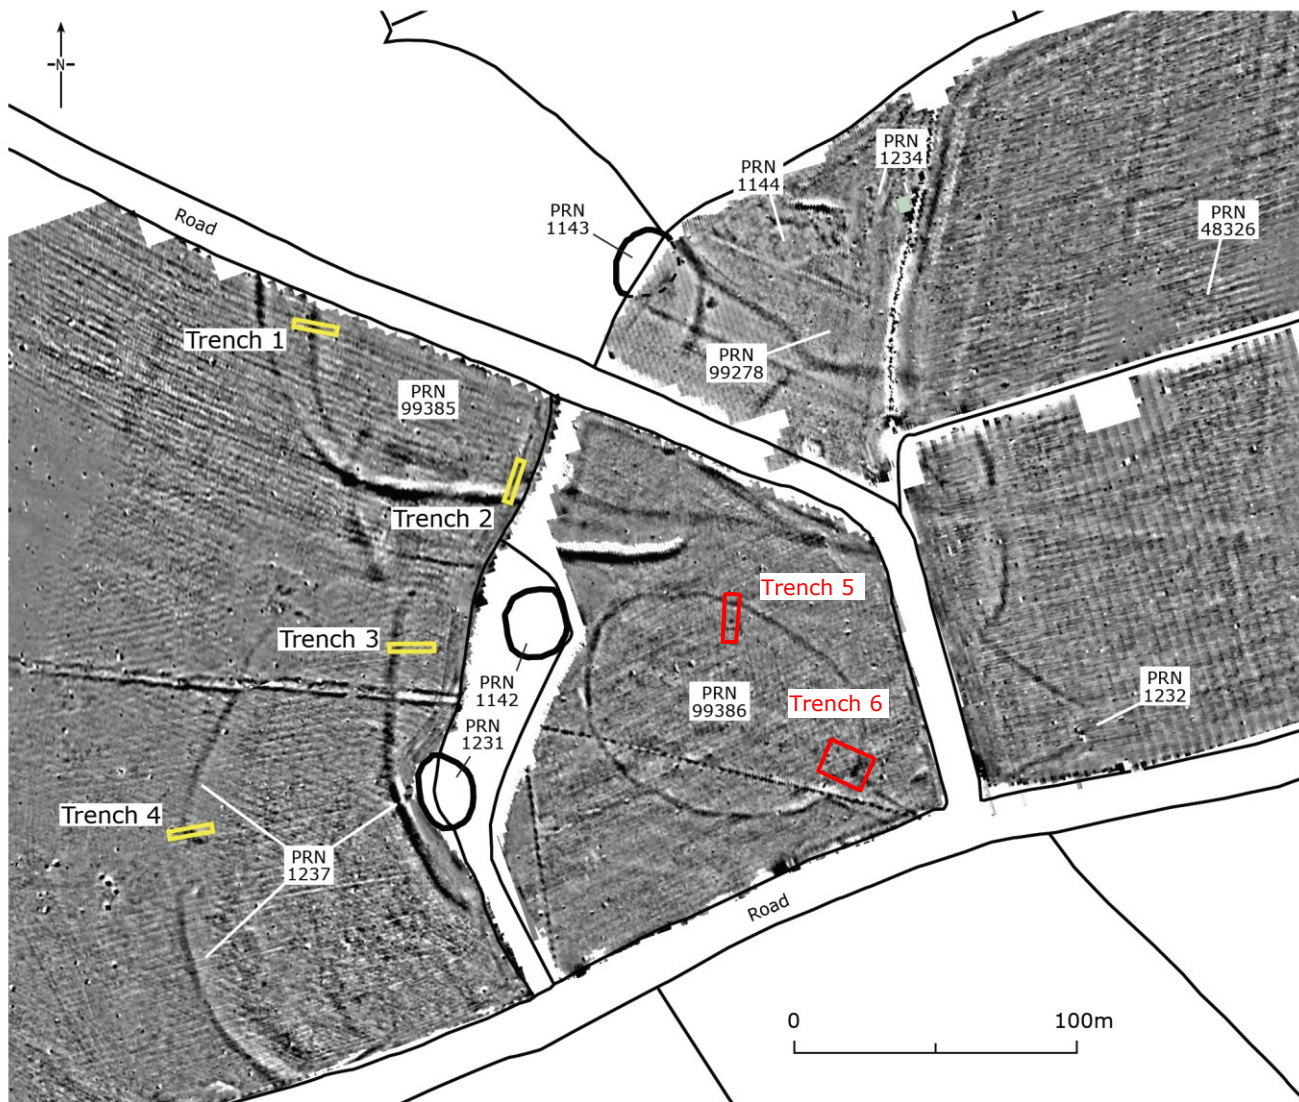 N
Road
PRN
1234
PRN
1144
PRN
48326
PRN
1143
Trench 1
PRN
99278
PRN
99385
Trench 2
Trench 5
Trench 3
PRN
1142
PRN
99386
Trench 6
PRN
1232
PRN
1231
Trench 4
PRN
1237
Road
0
100m